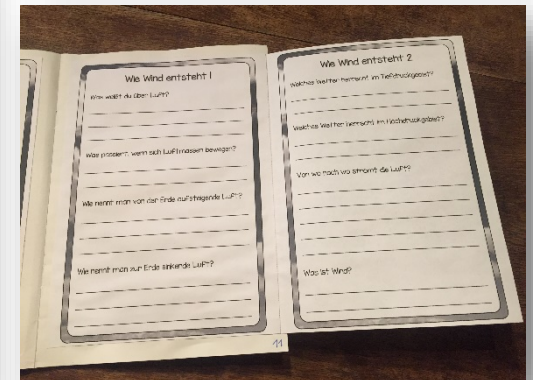 Wie Wind entsteht 1
Was weißt du über Luft?
Was passiert, wenn sich Luftmassen bewegen?
Wie nennt man von der Erde aufsteigende Luft?
Wie nennt man zur Erde sinkende Luft?
11
Wie Wind entsteht 2
Welches Wetter herrscht im Tiefdruckgebiet?
Welches Wetter herrscht im Hochdruckgebiet?
Von wo nach wo strömt die Luft?
Was ist Wind?